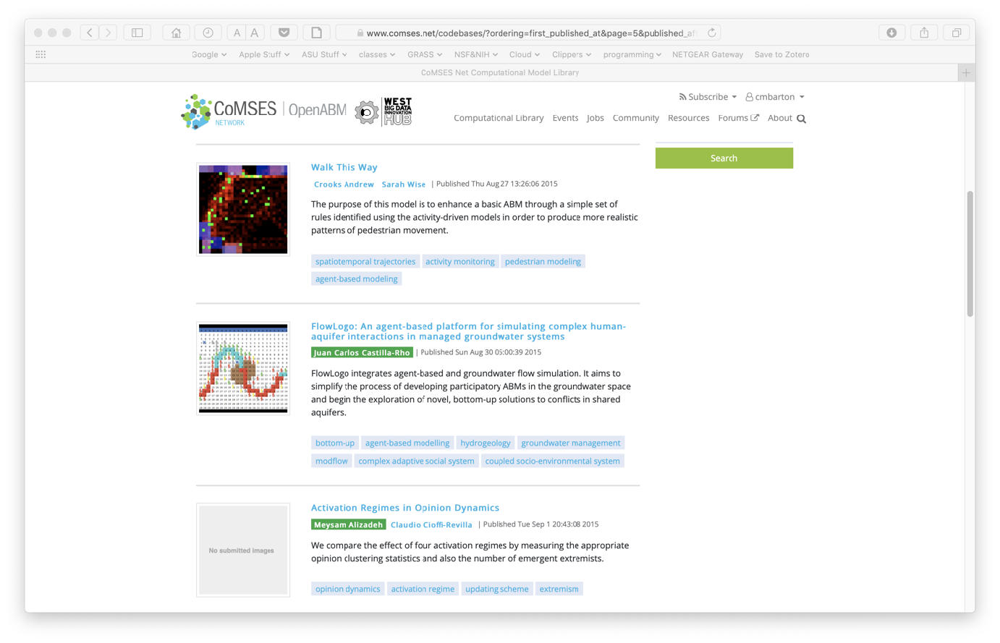 A A
www.comses.net/codebases/?ordering=first_published_at&page=5&published_af
Google Apple Stuff ASU Stuff classes GRASS NSF&NIH Cloud Clippers programming NETGEAR Gateway Save to Zotero
CoMSES Net Computational Model Library
Subscribe cmbarton
CoMSES NETWORK | OpenABM
WEST
BIG DATA
INNOVATION
HUB
Computational Library Events Jobs Community Resources Forums About
Search
Walk This Way
Crooks Andrew Sarah Wise | Published Thu Aug 27 13:26:06 2015
The purpose of this model is to enhance a basic ABM through a simple set of
rules identified using the activity-driven models in order to produce more realistic
patterns of pedestrian movement.
spatiotemporal trajectories activity monitoring pedestrian modeling
agent-based modeling
FlowLogo: An agent-based platform for simulating complex human-
aquifer interactions in managed groundwater systems
Juan Carlos Castilla-Rho | Published Sun Aug 30 05:00:39 2015
FlowLogo integrates agent-based and groundwater flow simulation. It aims to
simplify the process of developing participatory ABMs in the groundwater space
and begin the exploration of novel, bottom-up solutions to conflicts in shared
aquifers.
bottom-up agent-based modelling hydrogeology groundwater management
modflow complex adaptive social system coupled socio-environmental system
Activation Regimes in Opinion Dynamics
Meysam Alizadeh Claudio Cioffi-Revilla | Published Tue Sep 1 20:43:08 2015
No submitted images
We compare the effect of four activation regimes by measuring the appropriate
opinion clustering statistics and also the number of emergent extremists.
opinion dynamics activation regime updating scheme extremism